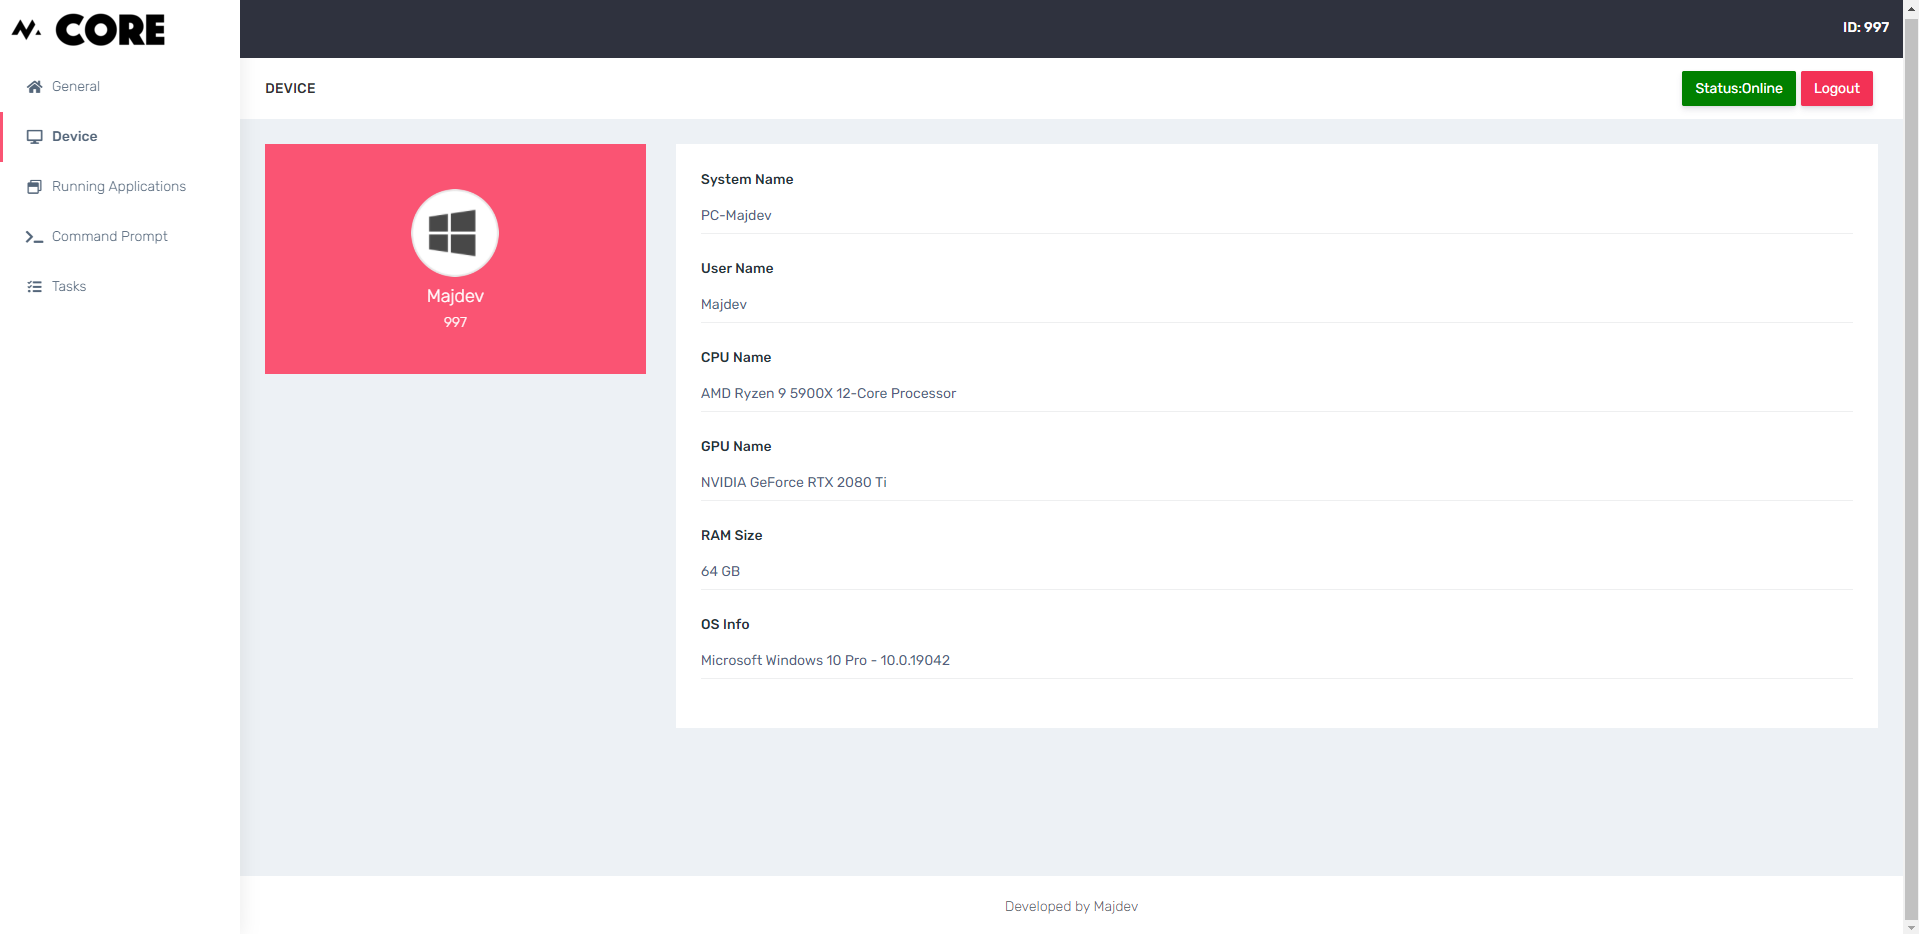 CORE
General
Device
Running Applications
Command Prompt
Tasks
ID: 997
DEVICE
Status:Online
Logout
Majdev
997
System Name
PC-Majdev
User Name
Majdev
CPU Name
AMD Ryzen 9 5900X 12-Core Processor
GPU Name
NVIDIA GeForce RTX 2080 Ti
RAM Size
64 GB
OS Info
Microsoft Windows 10 Pro - 10.0.19042
Developed by Majdev